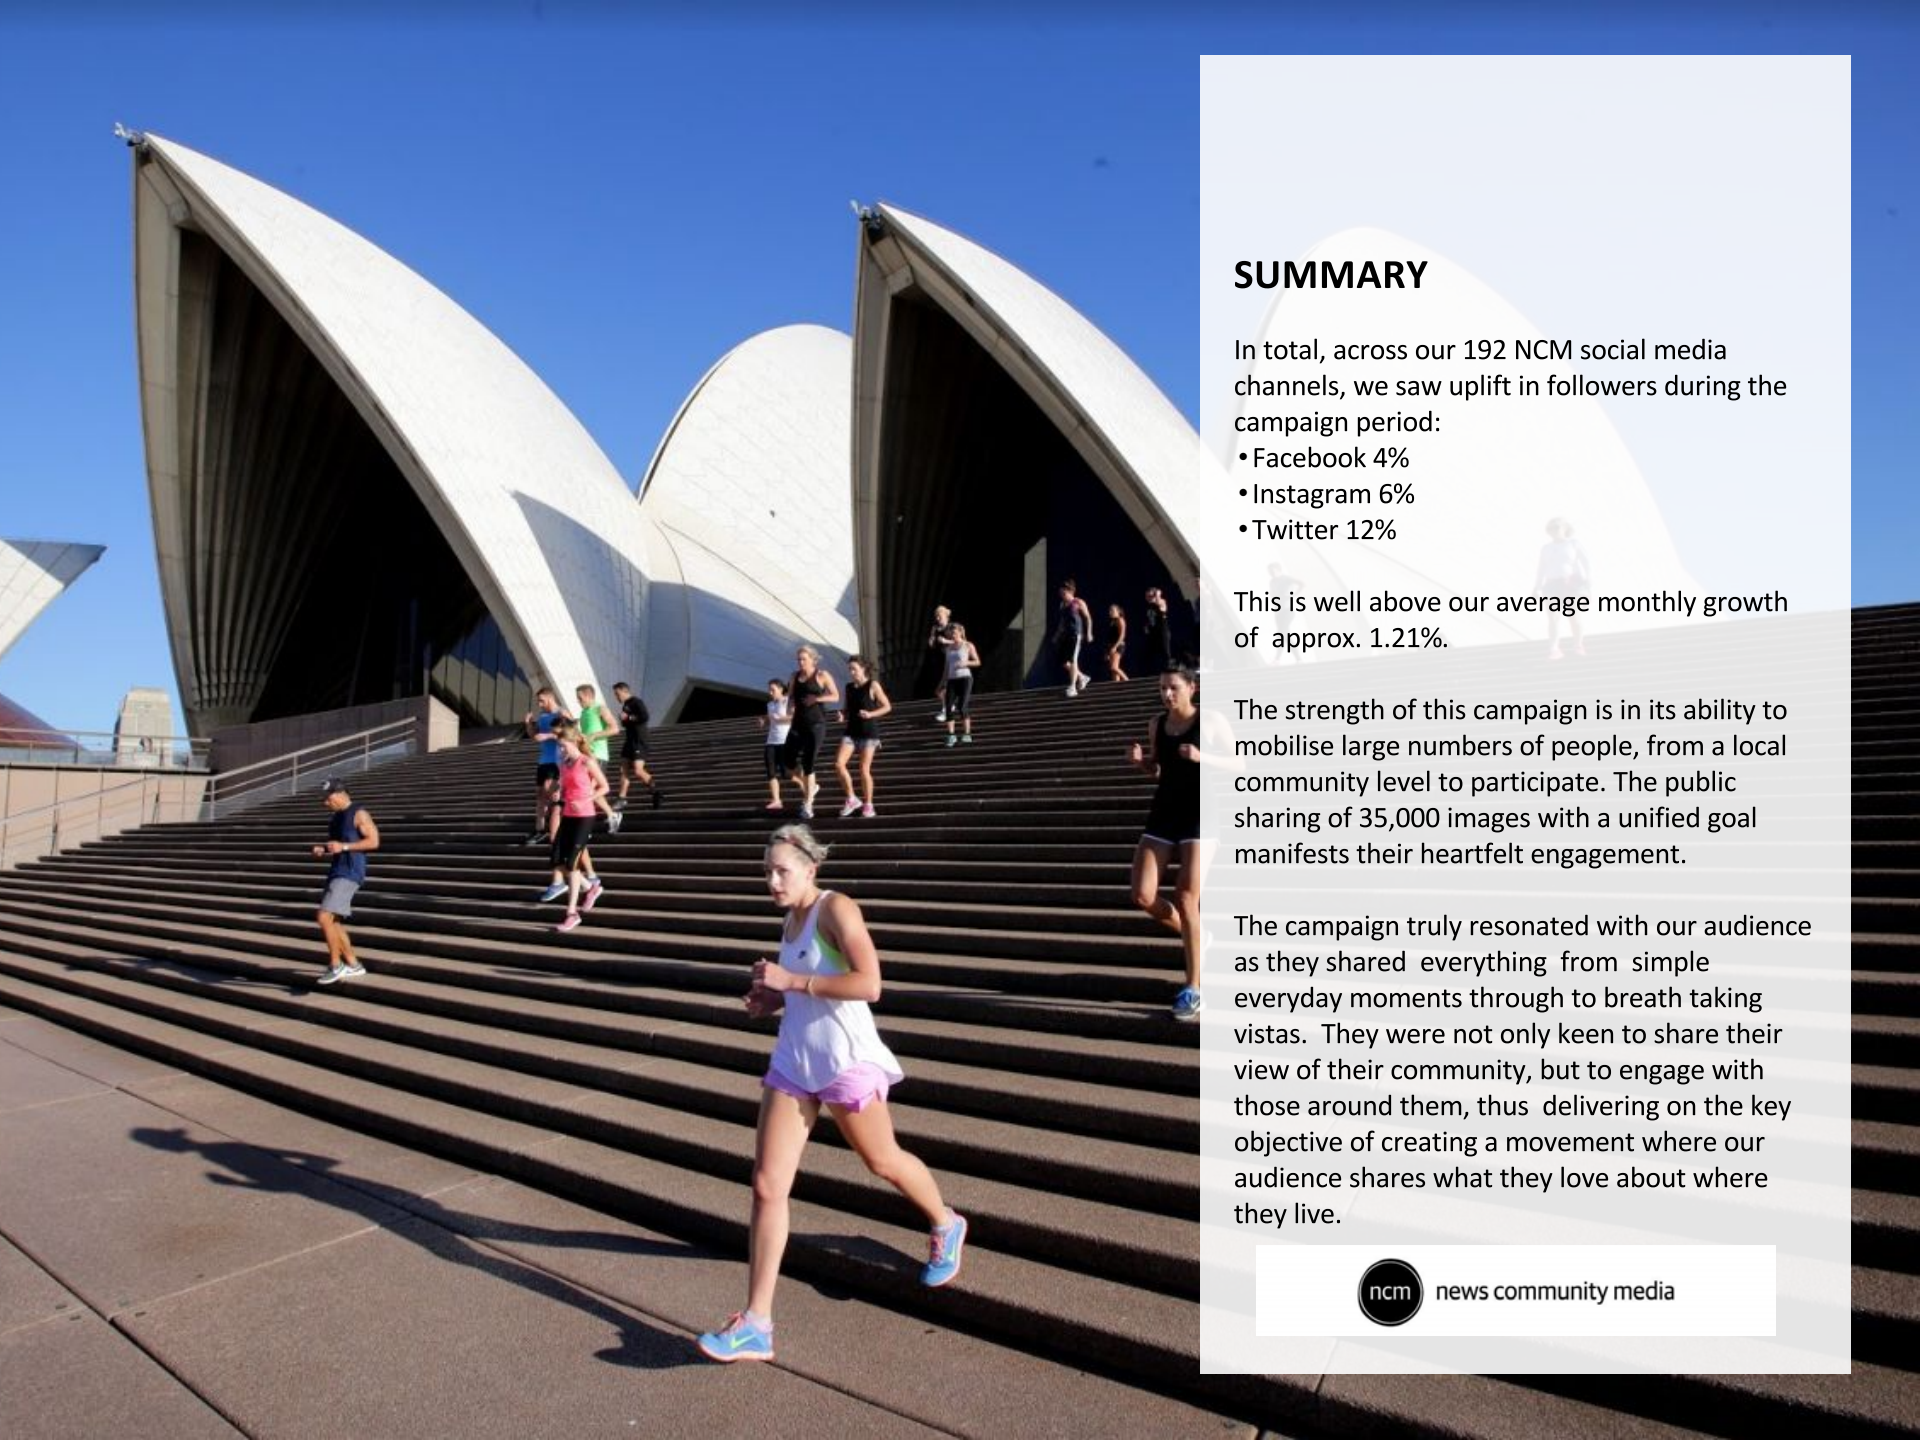 SUMMARY
In total, across our 192 NCM social media
channels, we saw uplift in followers during the
campaign period:
•Facebook 4%
•Instagram 6%
•Twitter 12%
This is well above our average monthly growth
of  approx. 1.21%.
The strength of this campaign is in its ability to
mobilise large numbers of people, from a local
community level to participate. The public
sharing of 35,000 images with a unified goal
manifests their heartfelt engagement.
The campaign truly resonated with our audience
as they shared  everything  from  simple
everyday moments through to breath taking
vistas.  They were not only keen to share their
view of their community, but to engage with
those around them, thus  delivering on the key
objective of creating a movement where our
audience shares what they love about where
they live.
ncm news community media